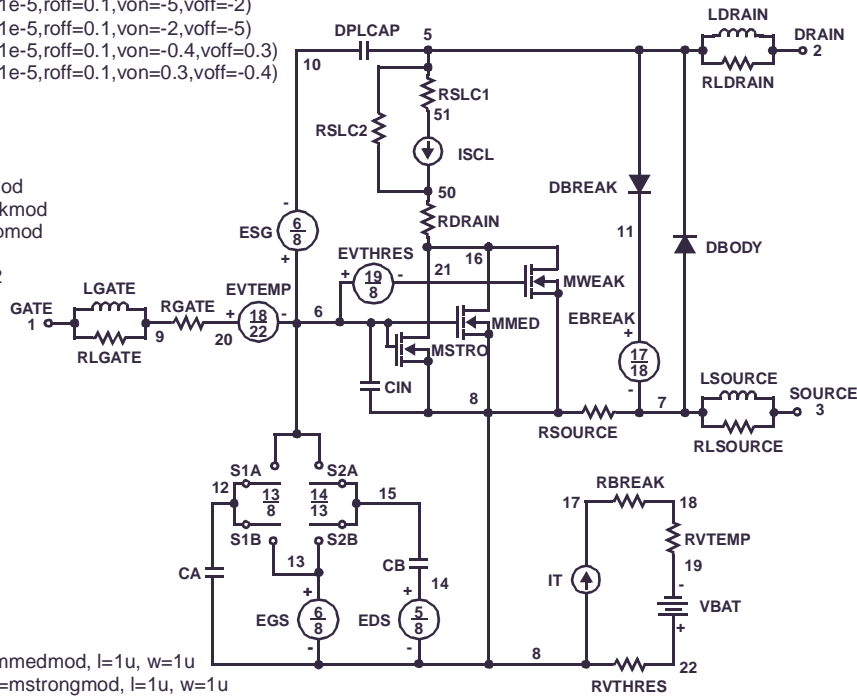 1e-5,roff=0.1,von=-5,voff=-2)
1e-5,roff=0.1,von=-2,voff=-5)
1e-5,roff=0.1,von=-0.4,voff=0.3)
1e-5,roff=0.1,von=0.3,voff=-0.4)
LDRAIN
DPLCAP 5 DRAIN
10 2
RSLC1 RLDRAIN
51
RSLC2
ISCL
od
kmod
omod
50 DBREAK
- RDRAIN
ESG 6 8 11 DBODY
+ EVTHRES 16
+ 19 8 - 21 MWEAK
2
GATE LGATE EVTEMP
1 RGATE + 18 22 - 6 MMED EBREAK +
9 20 MSTRO 17 18
RLGATE LSOURCE
CIN 8 - 7 SOURCE
3
RSOURCE RLSOURCE
S1A S2A RBREAK
12 13 8 14 13 15 17 18
S1B S2B RVTEMP
CA 13 CB 19
+ + 14 IT -
EGS 6 8 EDS 5 8 VBAT
- - +
8 22
RVTHRES
mmedmod, l=1u, w=1u
=mstrongmod, l=1u, w=1u